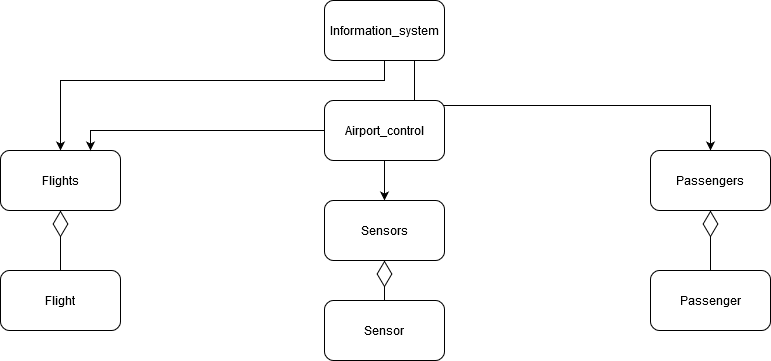 Information_system
Airport_control
Flights
Passengers
Sensors
Flight
Passenger
Sensor